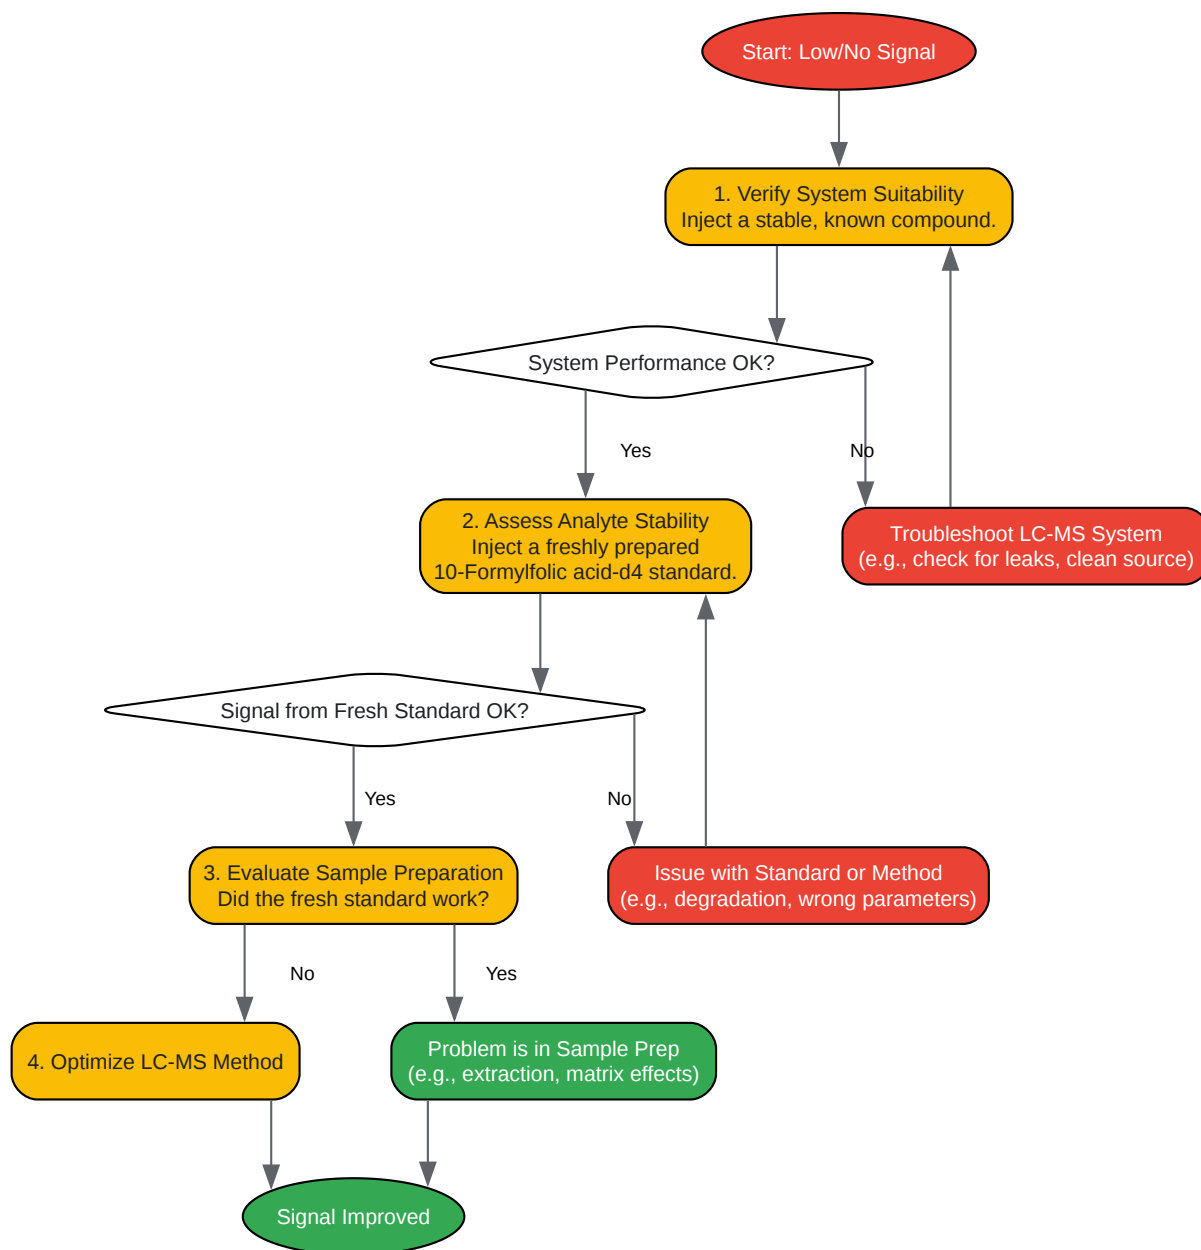 Start: Low/No Signal
1. Verify System Suitability
Inject a stable, known compound.
System Performance OK?
Yes
No
2. Assess Analyte Stability
Inject a freshly prepared
10-Formylfolic acid-d4 standard.
Troubleshoot LC-MS System
(e.g., check for leaks, clean source)
Signal from Fresh Standard OK?
Yes
No
3. Evaluate Sample Preparation
Did the fresh standard work?
Issue with Standard or Method
(e.g., degradation, wrong parameters)
No
Yes
4. Optimize LC-MS Method
Problem is in Sample Prep
(e.g., extraction, matrix effects)
Signal Improved